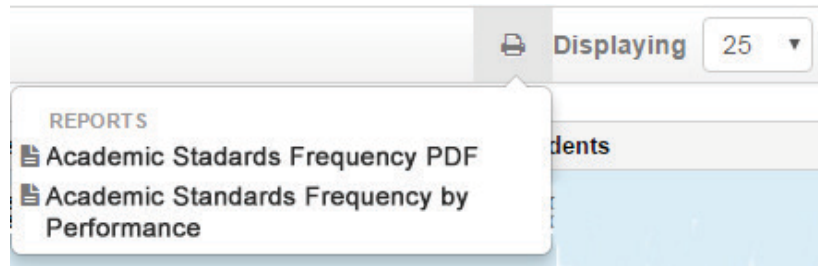 Displaying 25
REPORTS
Academic Stadards Frequency PDF
dents
Academic Standards Frequency by
Performance